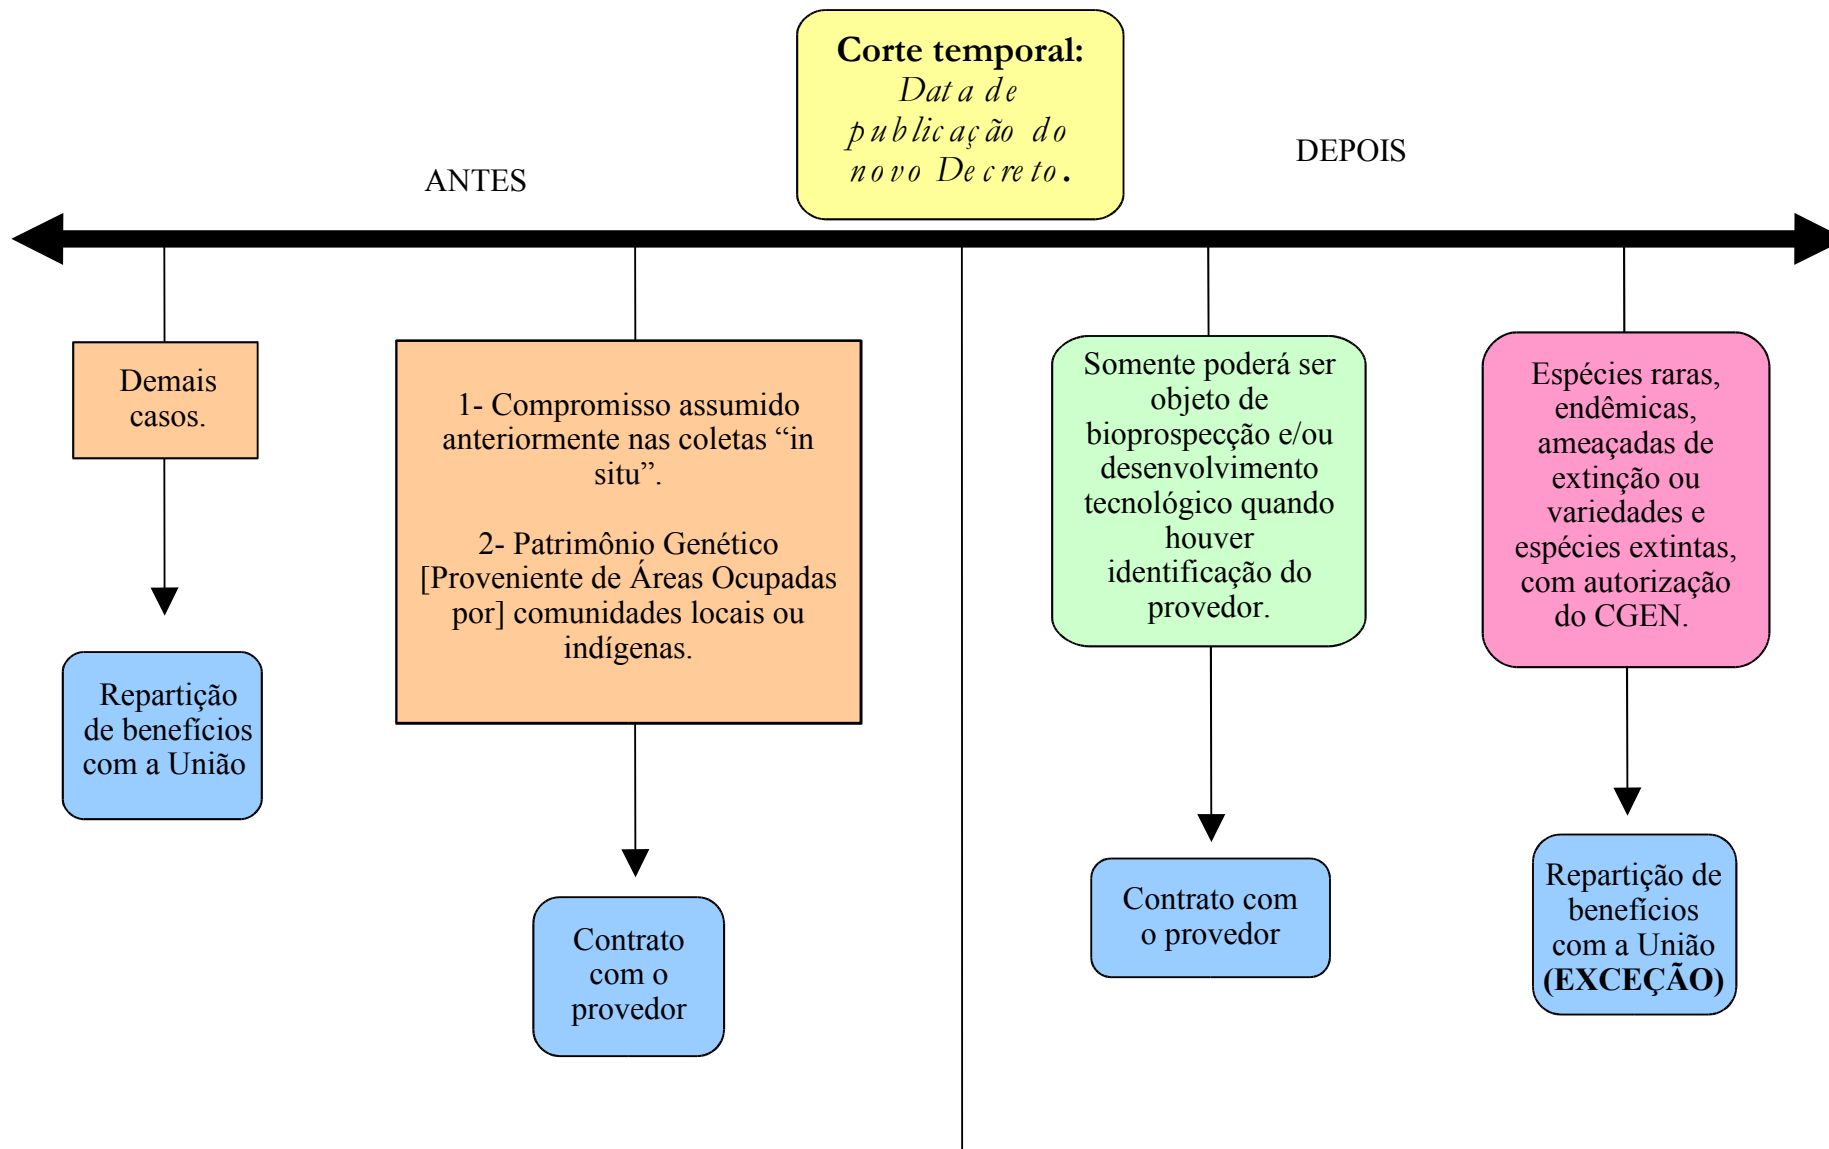 Corte temporal:
Data de
publicação do
novo Decreto.
ANTES
DEPOIS
Demais
casos.
Repartição
de benefícios
com a União
1- Compromisso assumido
anteriormente nas coletas “in
situ”.
2- Patrimônio Genético
[Proveniente de Áreas Ocupadas
por] comunidades locais ou
indígenas.
Contrato
com o
provedor
Somente poderá ser
objeto de
bioprospecção e/ou
desenvolvimento
tecnológico quando
houver
identificação do
provedor.
Contrato com
o provedor
Espécies raras,
endêmicas,
ameaçadas de
extinção ou
variedades e
espécies extintas,
com autorização
do CGEN.
Repartição de
benefícios
com a União
(EXCEÇÃO)